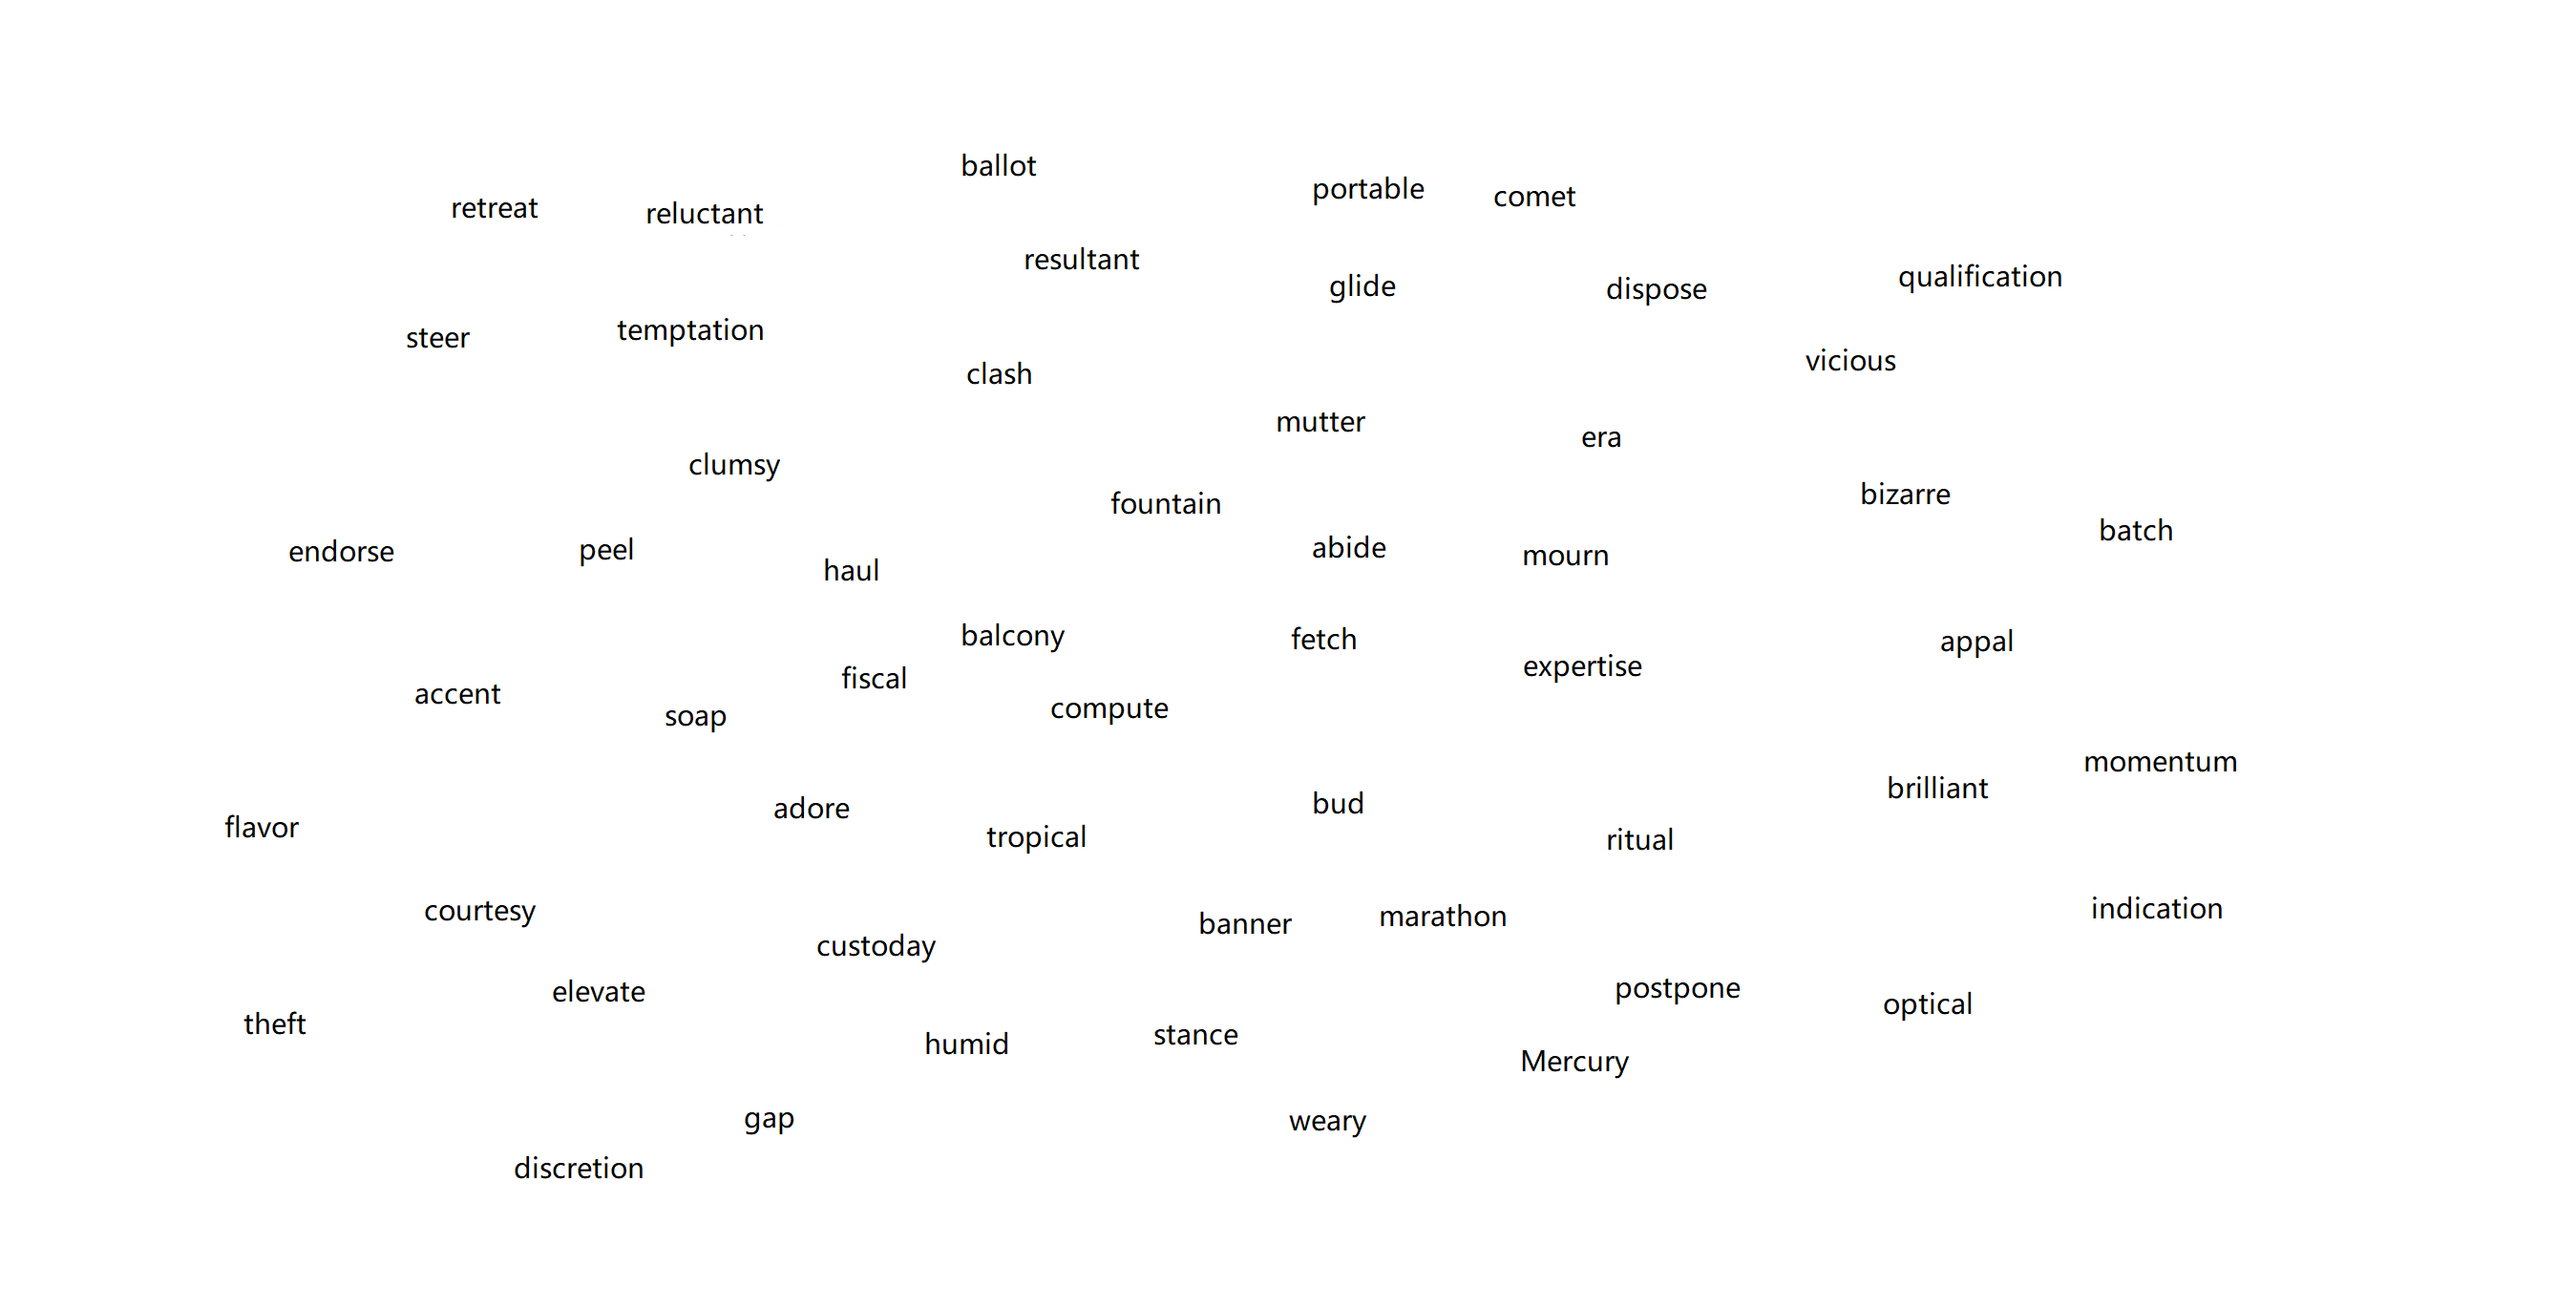 ballot
portable
comet
retreat
reluctant
resultant
qualification
glide
dispose
temptation
steer
vicious
clash
mutter
era
clumsy
bizarre
fountain
batch
abide
endorse
peel
mourn
haul
balcony
fetch
appal
expertise
fiscal
accent
compute
soap
momentum
brilliant
bud
adore
flavor
tropical
ritual
indication
courtesy
marathon
banner
custoday
postpone
elevate
optical
theft
stance
humid
Mercury
gap
weary
discretion